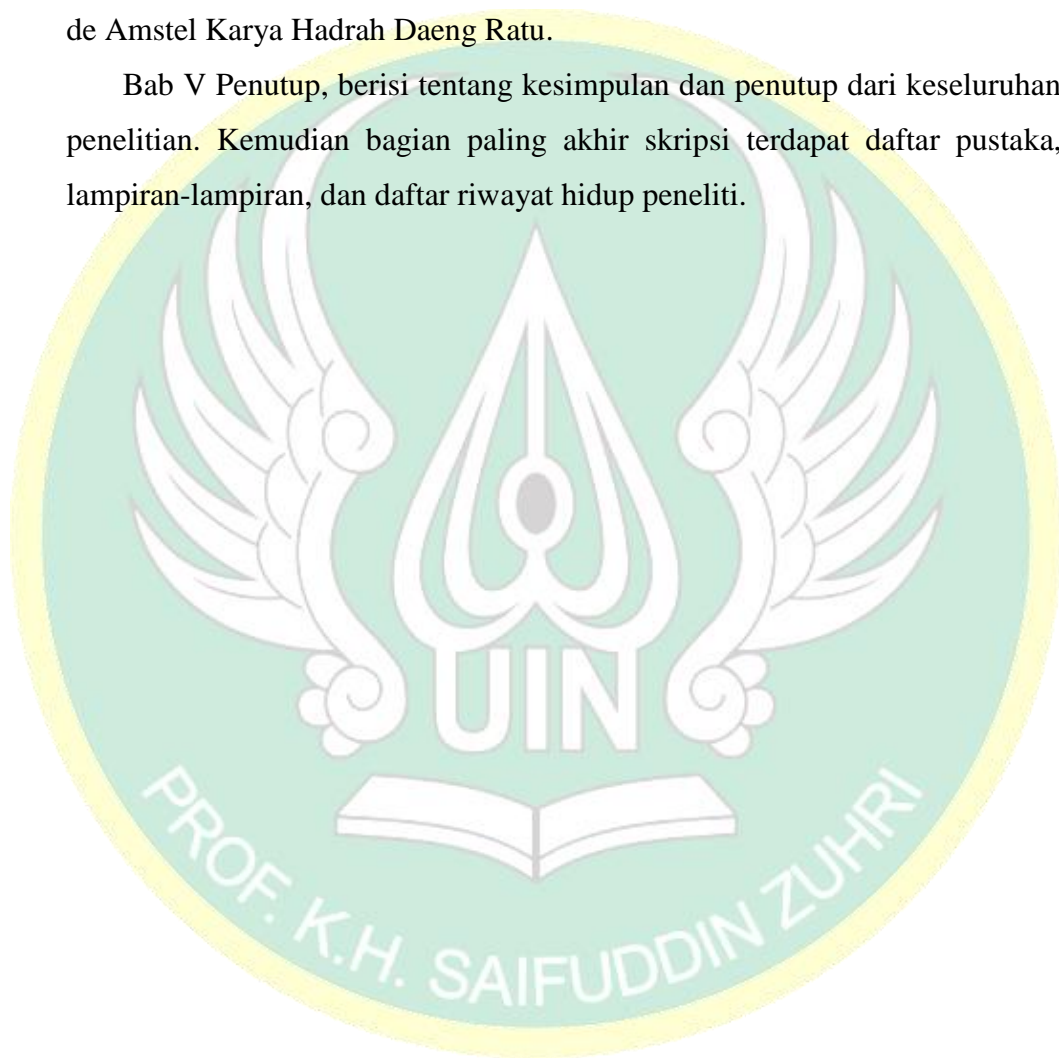 de Amstel Karya Hadrah Daeng Ratu.
Bab V Penutup, berisi tentang kesimpulan dan penutup dari keseluruhan
penelitian. Kemudian bagian paling akhir skripsi terdapat daftar pustaka,
lampiran-lampiran, dan daftar riwayat hidup peneliti.
UIN
PROF. K.H. SAIFUDDIN ZUHRI